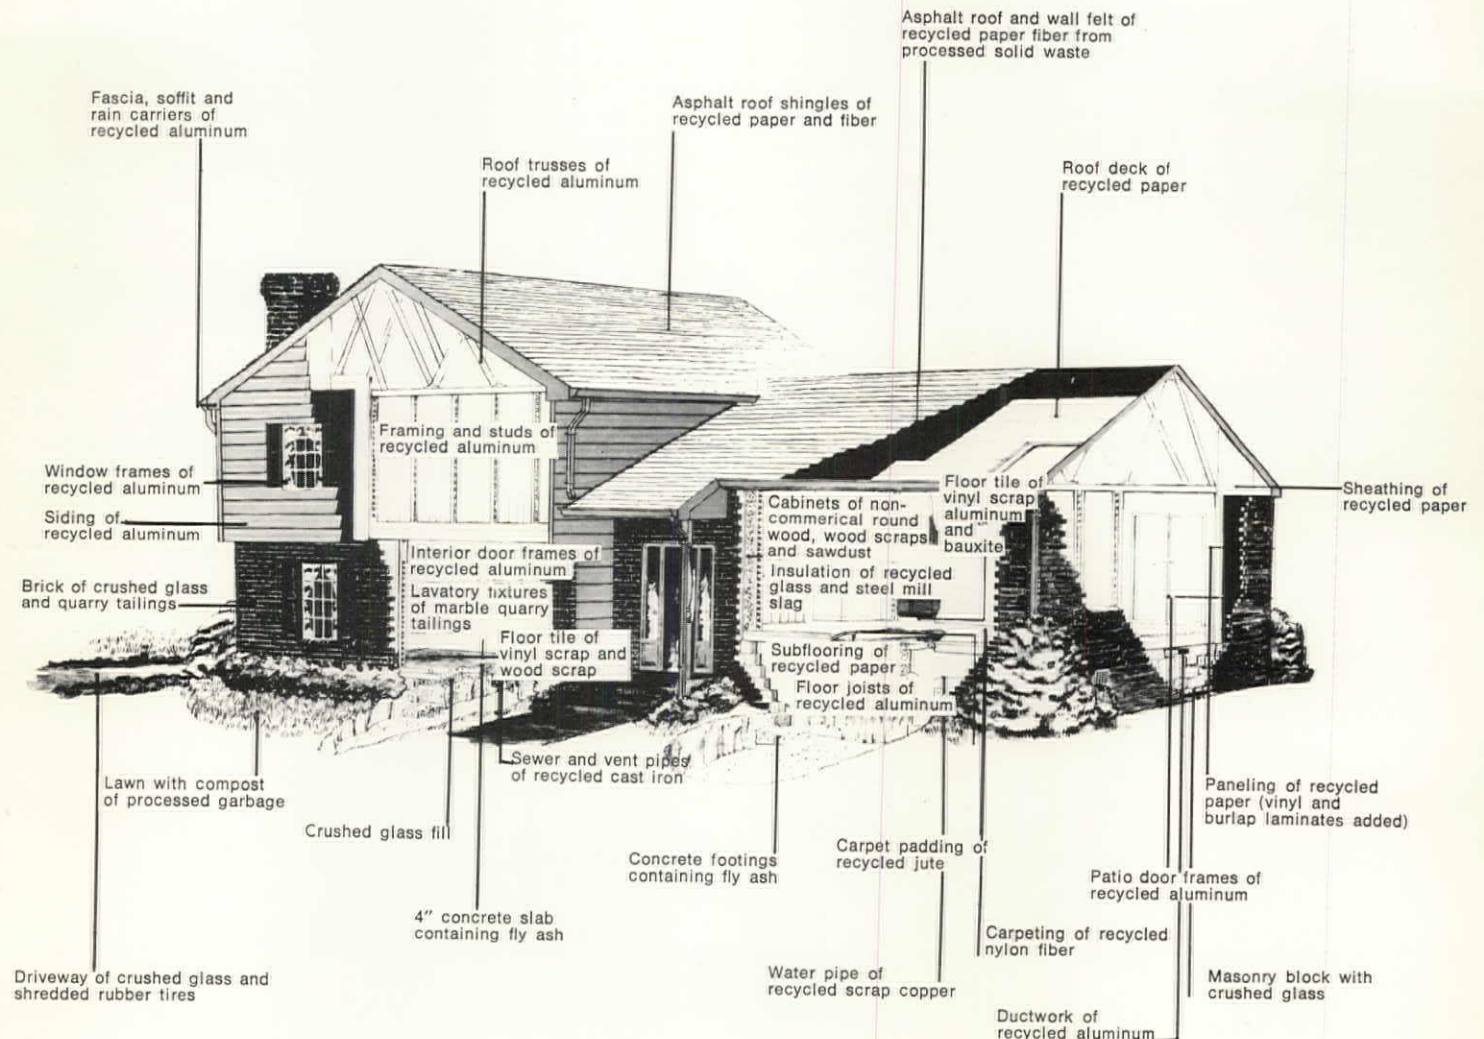 Asphalt roof and wall felt of
recycled paper fiber from
processed solid waste
Fascia, soffit and
rain carriers of
recycled aluminum
Asphalt roof shingles of
recycled paper and fiber
Roof trusses of
recycled aluminum
Roof deck of
recycled paper
Framing and studs of
recycled aluminum
Window frames of
recycled aluminum
Siding of
recycled aluminum
Brick of crushed glass
and quarry tailings
Interior door frames of
recycled aluminum
Lavatory fixtures
of marble quarry
tailings
Floor tile of
vinyl scrap and
wood scrap
Cabinets of non-
commerical round
wood, wood scraps
and sawdust
Insulation of recycled
glass and steel mill
slag
Subflooring of
recycled paper
Floor joists of
recycled aluminum
Floor tile of
vinyl scrap
aluminum
and
bauxite
Sheathing of
recycled paper
Sewer and vent pipes
of recycled cast iron
Lawn with compost
of processed garbage
Crushed glass fill
Concrete footings
containing fly ash
Carpet padding of
recycled jute
Paneling of recycled
paper (vinyl and
burlap laminates added)
Patio door frames of
recycled aluminum
4" concrete slab
containing fly ash
Carpeting of recycled
nylon fiber
Driveway of crushed glass and
shredded rubber tires
Water pipe of
recycled scrap copper
Masonry block with
crushed glass
Ductwork of
recycled aluminum